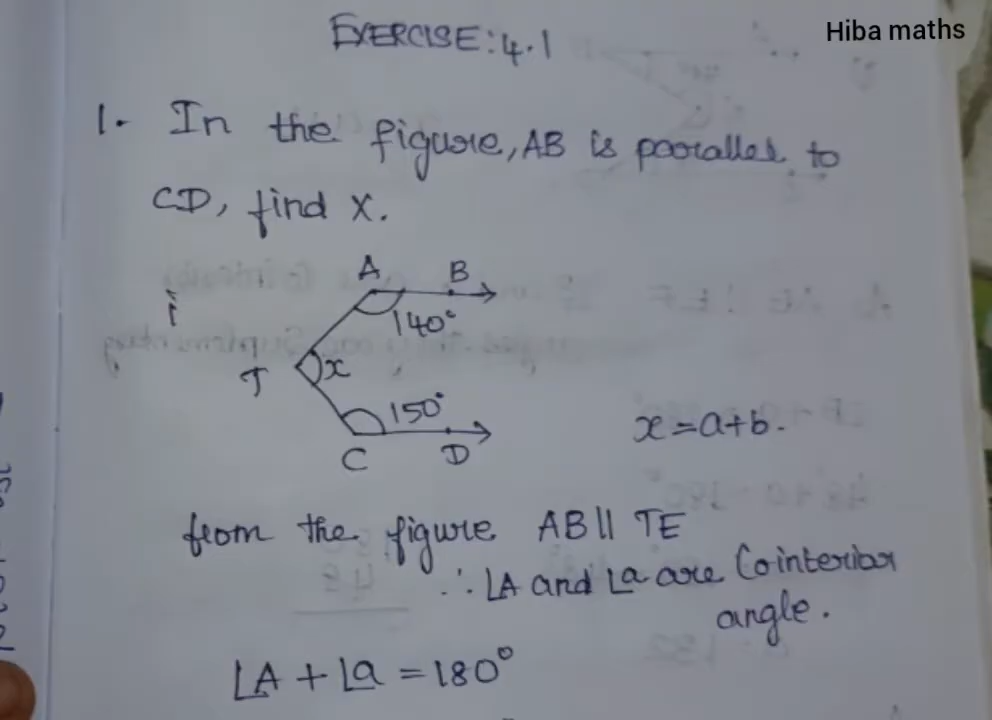 Hiba maths
EXERCISE: 4.1
1. In the figure, AB is parallel to
CD, find X.
i
A B
140°
T x
150°
C D
x = a+b.
from the figure AB || TE
∴ ∠A and ∠a are Cointerior
angle.
∠A + ∠a = 180°